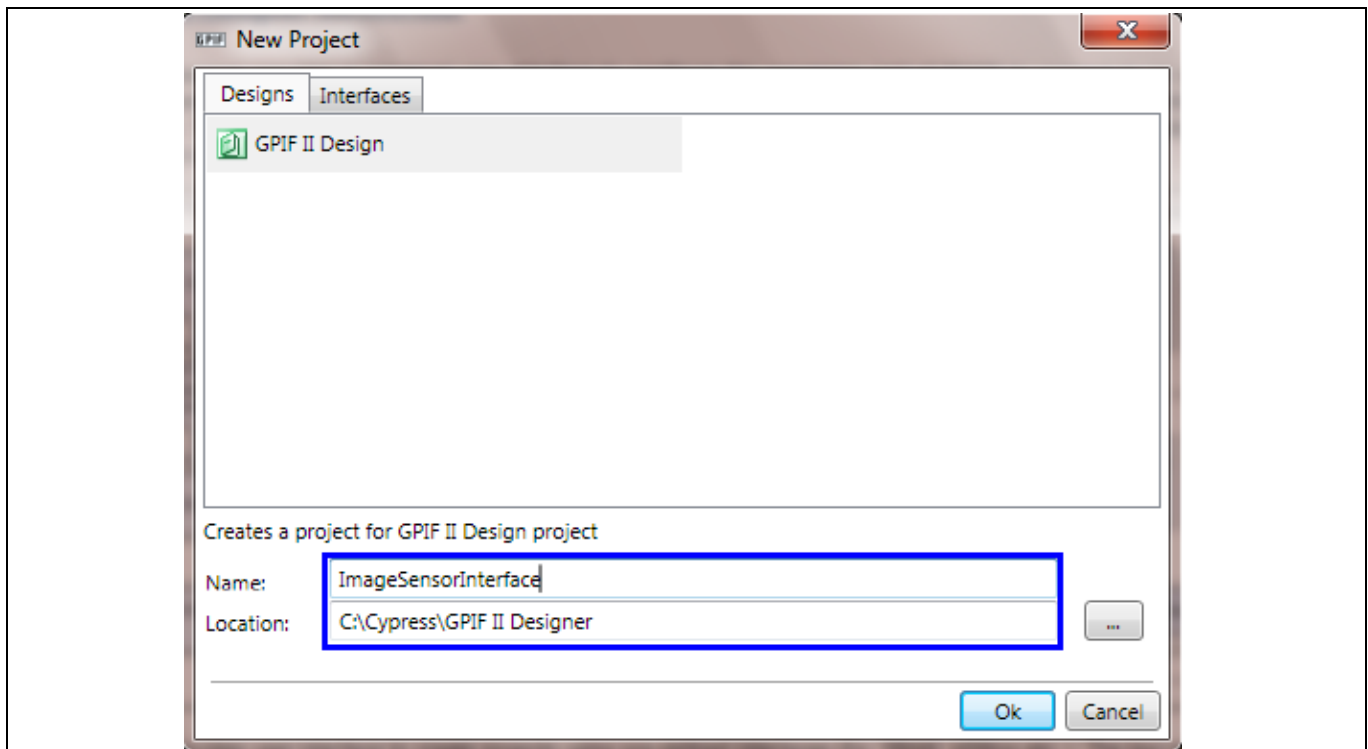 GPIF New Project
Designs Interfaces
GPIF II Design
Creates a project for GPIF II Design project
Name: ImageSensorInterface
Location: C:\Cypress\GPIF II Designer ...
Ok Cancel